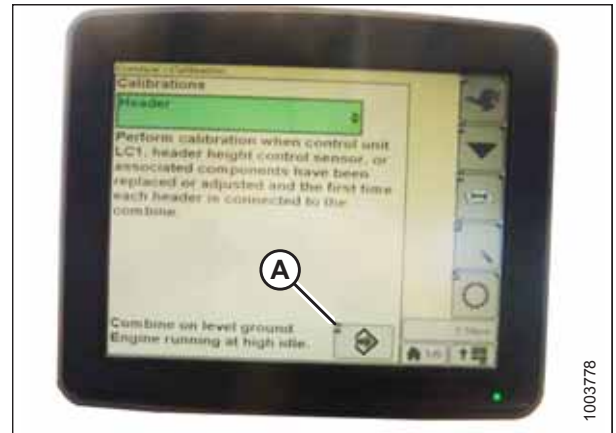 Combine - Calibration
Calibrations
Header
Perform calibration when control unit
LC1, header height control sensor, or
associated components have been
replaced or adjusted and the first time
each header is connected to the
combine.
A
Combine on level ground.
Engine running at high idle.
1003778